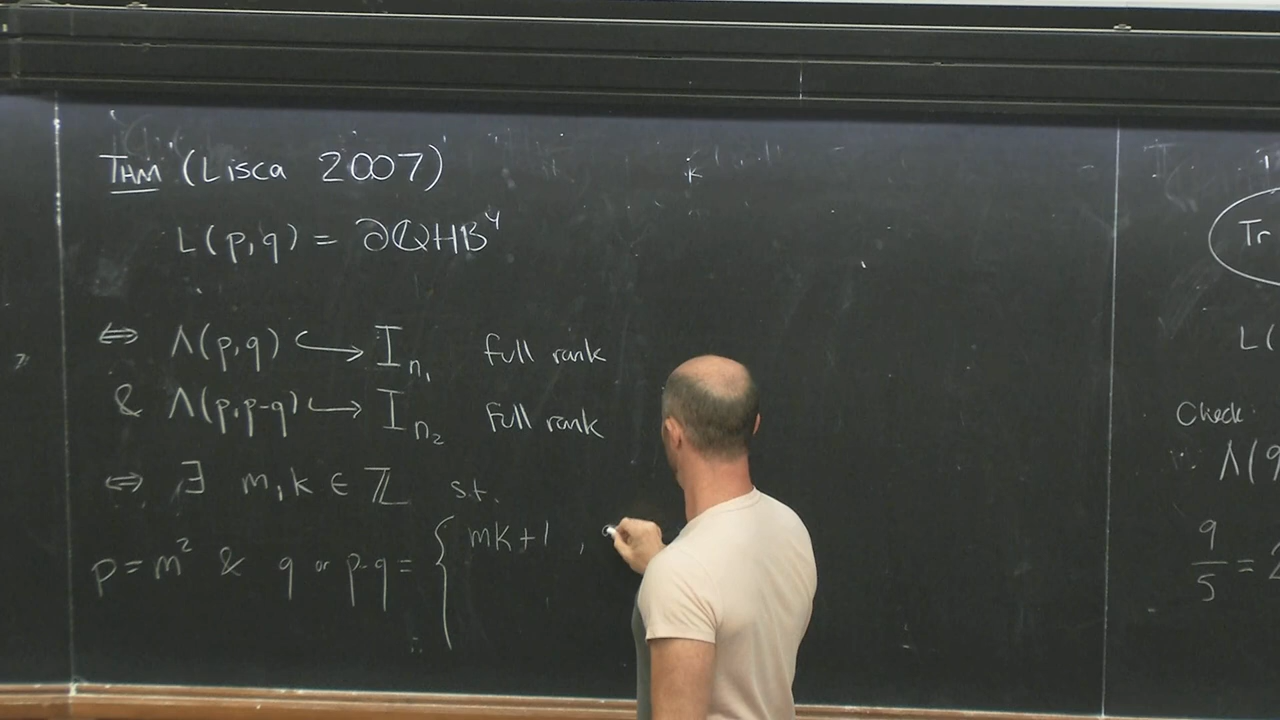 THM (Lisca 2007)
L(p,q) = ∂QHB⁴
⇔ Λ(p,q) ↪ I_{n₁} full rank
& Λ(p,p-q) ↪ I_{n₂} full rank
⇔ ∃ m,k ∈ ℤ s.t.
p = m² & q or p-q = { mk+1 ,
Tr
L(
Check
Λ(9
9/5 = 2